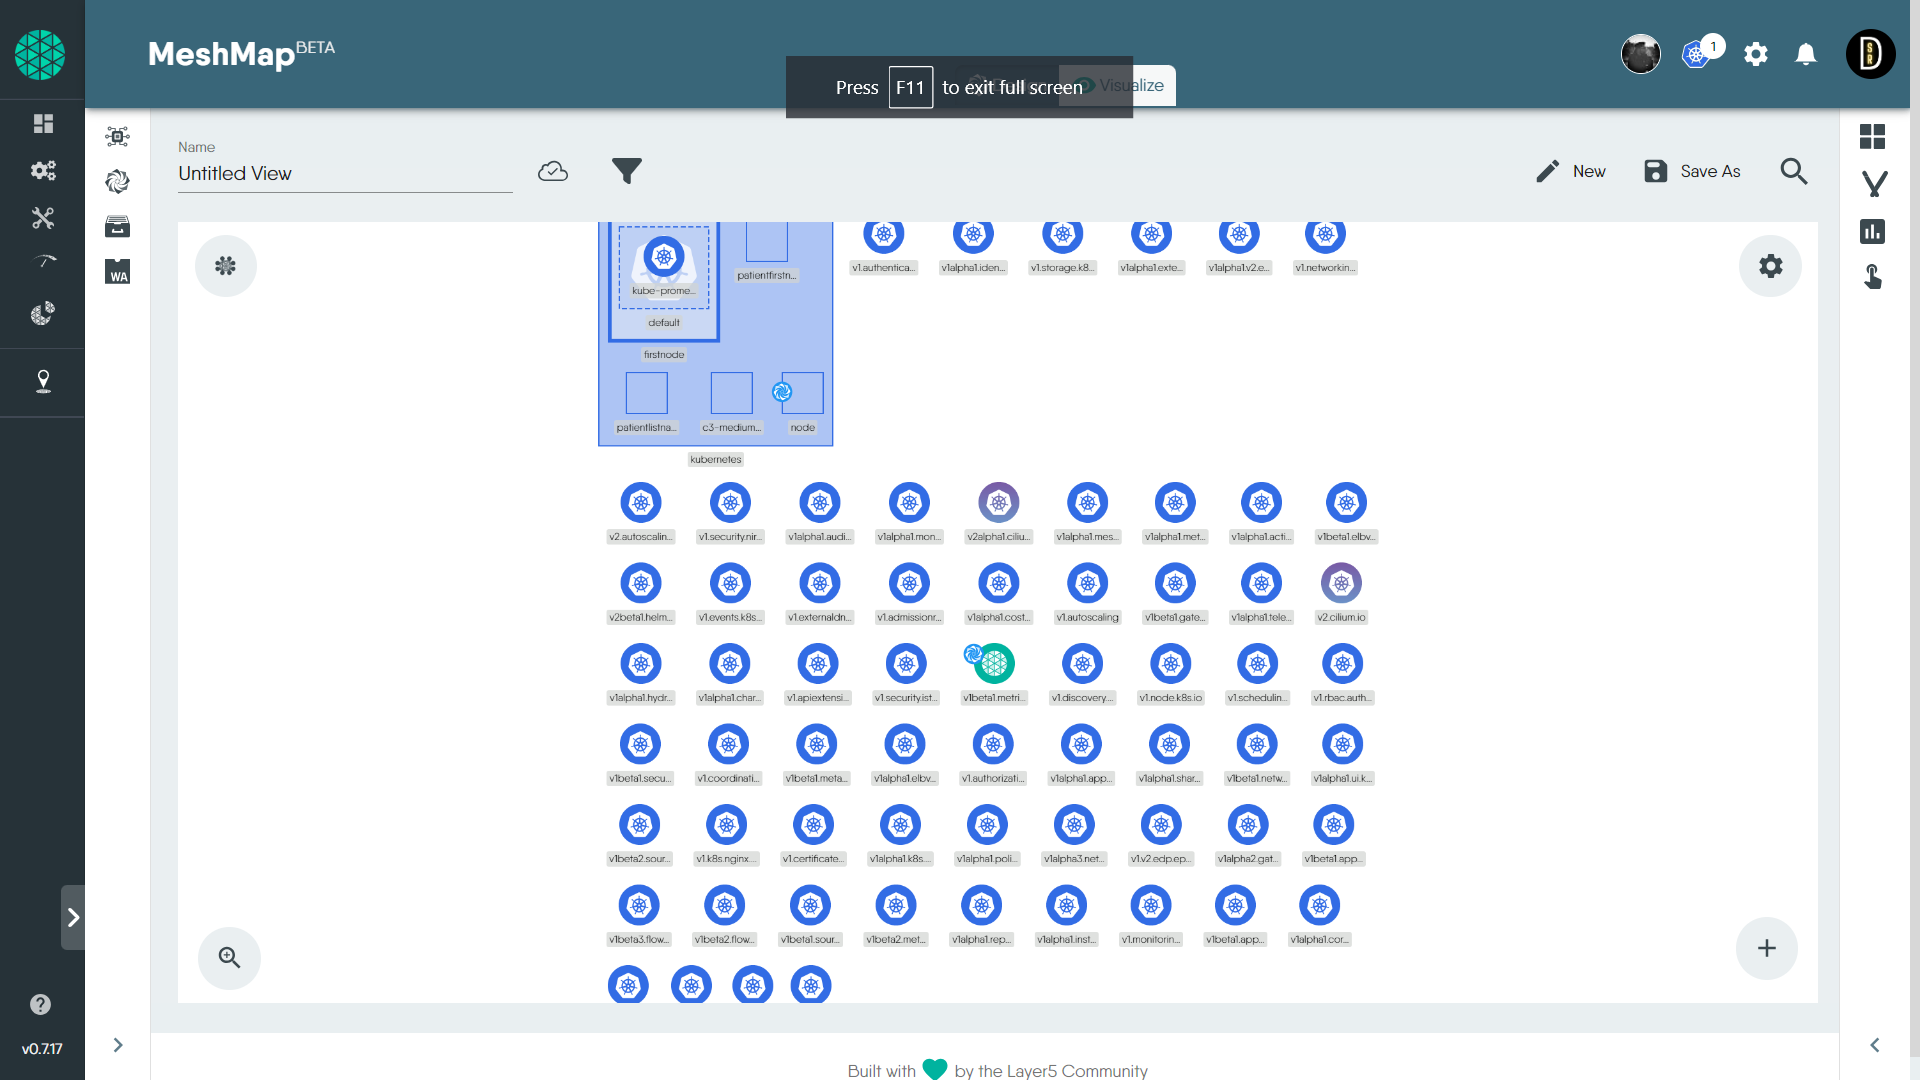 MeshMap BETA
Press F11 to exit full screen
Visualize
1
D
SR
Name
Untitled View
New
Save As
WA
kube-prome...
patientfirstn...
default
firstnode
patientlistna...
c3-medium...
node
kubernetes
v1.authentica...
v1alpha1.iden...
v1.storage.k8...
v1alpha1.exte...
v1alpha1.v2.e...
v1.networkin...
v2.autoscalin...
v1.security.nir...
v1alpha1.audi...
v1alpha1.mon...
v2alpha1.ciliu...
v1alpha1.mes...
v1alpha1.met...
v1alpha1.acti...
v1beta1.elbv...
v2beta1.helm...
v1.events.k8s...
v1.externaldn...
v1.admissionr...
v1alpha1.cost...
v1.autoscaling
v1beta1.gate...
v1alpha1.tele...
v2.cilium.io
v1alpha1.hydr...
v1alpha1.char...
v1.apiextensi...
v1.security.ist...
v1beta1.metri...
v1.discovery....
v1.node.k8s.io
v1.schedulin...
v1.rbac.auth...
v1beta1.secu...
v1.coordinati...
v1beta1.meta...
v1alpha1.elbv...
v1.authorizati...
v1alpha1.app...
v1alpha1.shar...
v1beta1.netw...
v1alpha1.ui.k...
v1beta2.sour...
v1.k8s.nginx....
v1.certificate...
v1alpha1.k8s....
v1alpha1.poli...
v1alpha3.net...
v1.v2.edp.ep...
v1alpha2.gat...
v1beta1.app...
v1beta3.flow...
v1beta2.flow...
v1beta1.sour...
v1beta2.met...
v1alpha1.rep...
v1alpha1.inst...
v1.monitorin...
v1beta1.app...
v1alpha1.cor...
v0.7.17
Built with by the Layer5 Community